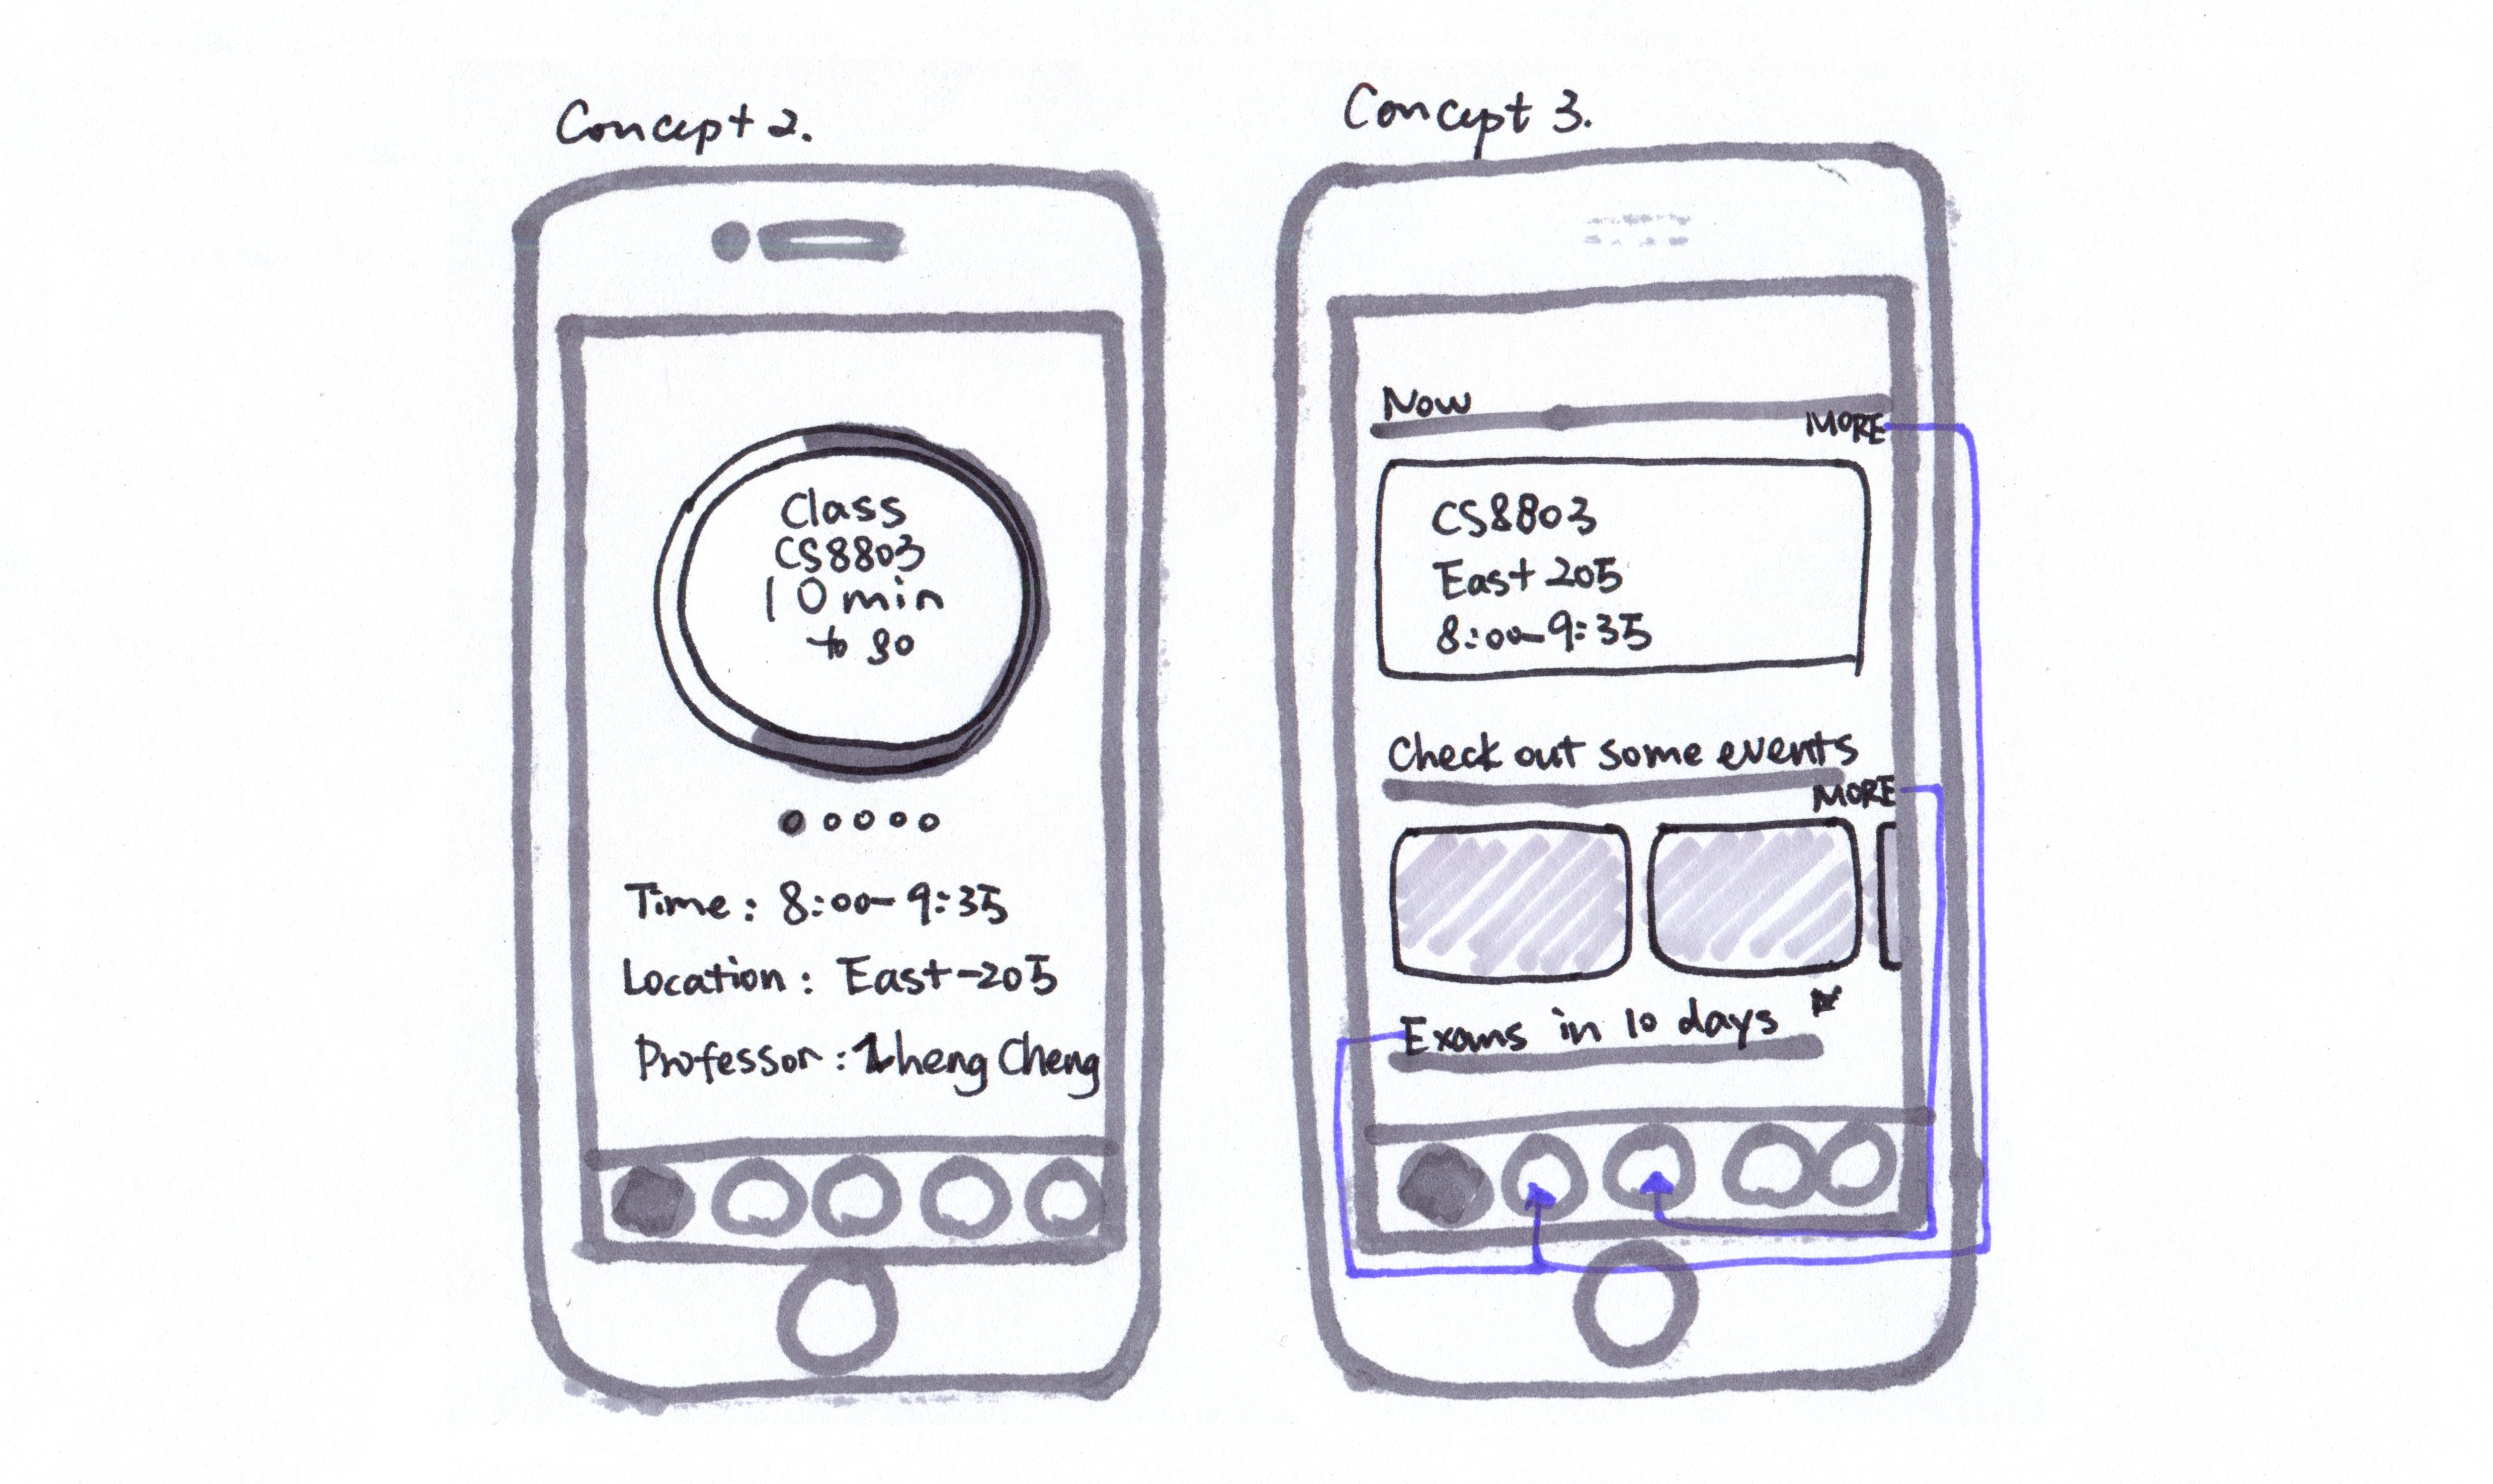 Concept 2.
Class
CS8803
10 min
to go
Time: 8:00-9:35
Location: East-205
Professor: Zheng Cheng
Concept 3.
Now
MORE
CS8803
East 205
8:00-9:35
Check out some events
MORE
Exams in 10 days